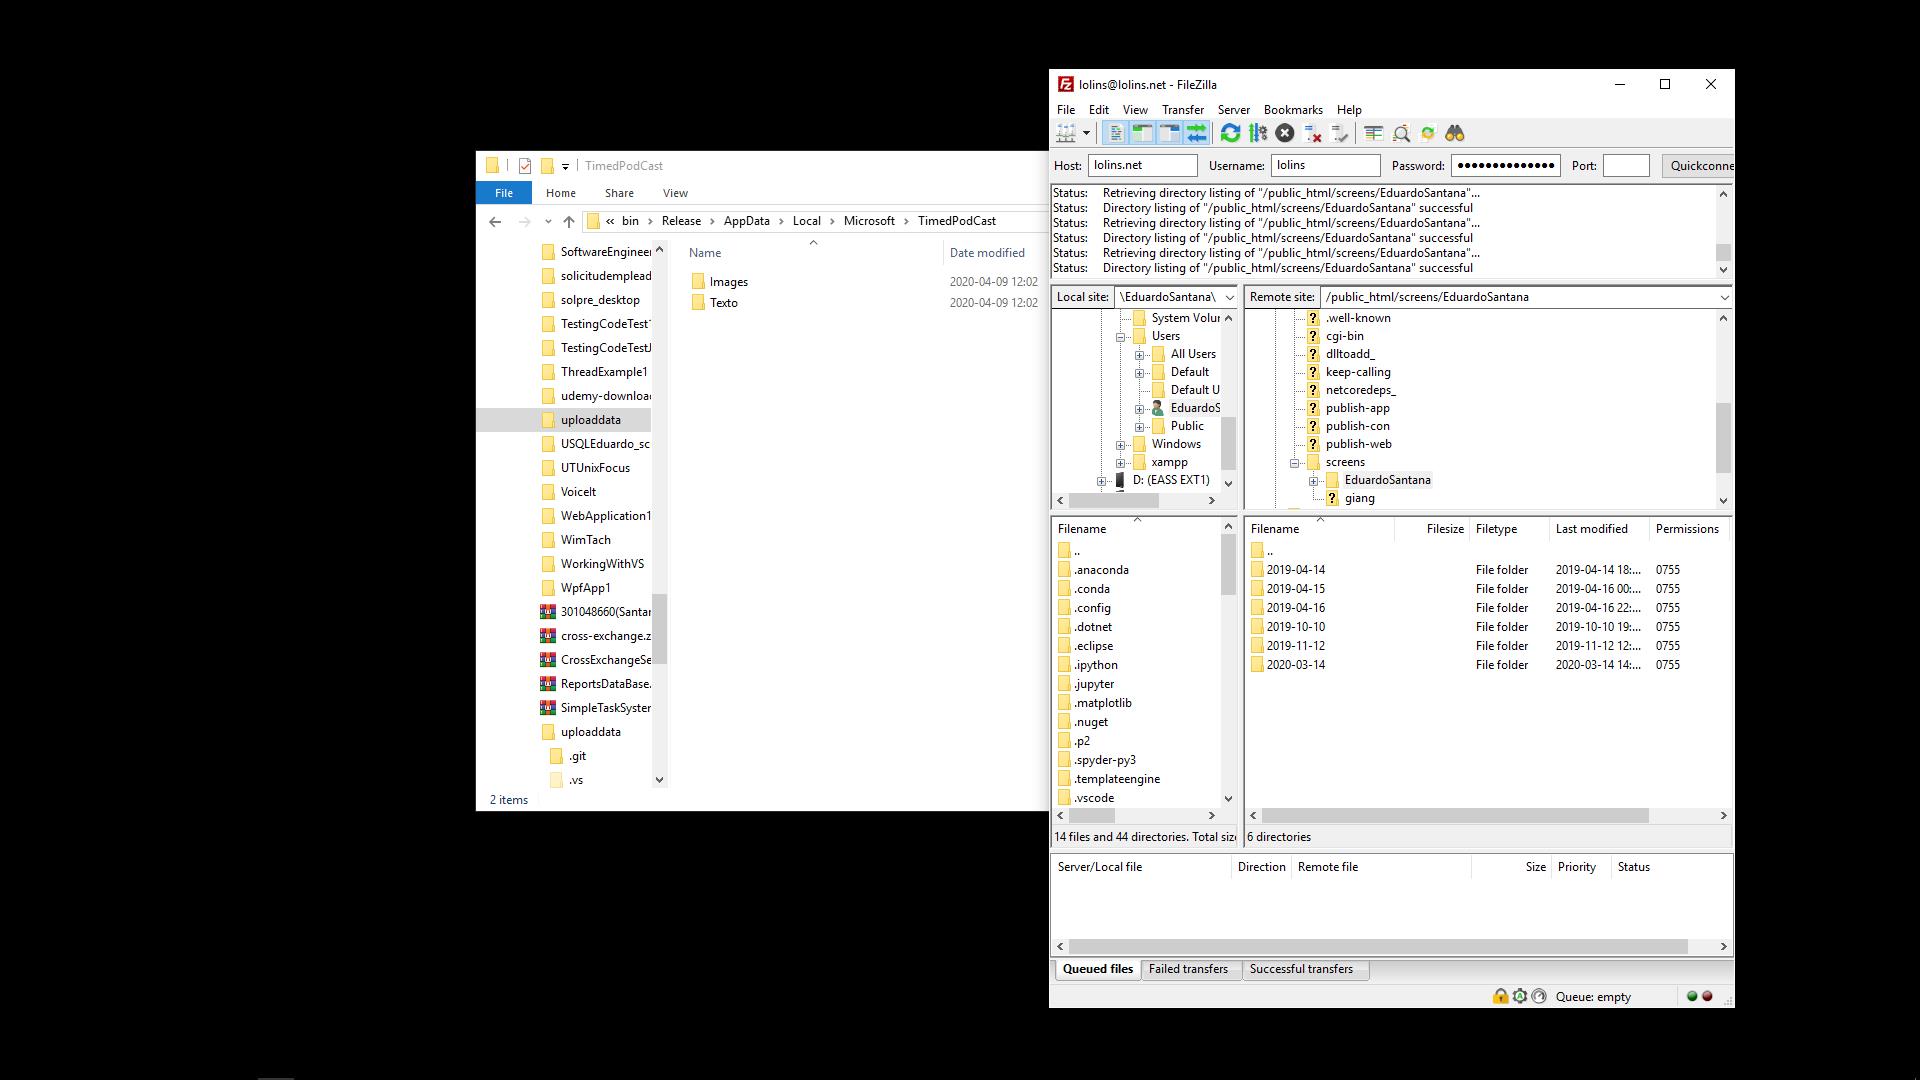 TimedPodCast
File Home Share View
« bin > Release > AppData > Local > Microsoft > TimedPodCast
Name Date modified
Images 2020-04-09 12:02
Texto 2020-04-09 12:02
SoftwareEngineer
solicitudemplead
solpre_desktop
TestingCodeTest
TestingCodeTestJ
ThreadExample1
udemy-downloa
uploaddata
USQLEduardo_sc
UTUnixFocus
VoiceIt
WebApplication1
WimTach
WorkingWithVS
WpfApp1
301048660(Santar
cross-exchange.z
CrossExchangeSe
ReportsDataBase.
SimpleTaskSyster
uploaddata
.git
.vs
2 items
lolins@lolins.net - FileZilla
File Edit View Transfer Server Bookmarks Help
Host: lolins.net Username: lolins Password: ●●●●●●●●●●●●●● Port: Quickconne
Status: Retrieving directory listing of "/public_html/screens/EduardoSantana"...
Status: Directory listing of "/public_html/screens/EduardoSantana" successful
Status: Retrieving directory listing of "/public_html/screens/EduardoSantana"...
Status: Directory listing of "/public_html/screens/EduardoSantana" successful
Status: Retrieving directory listing of "/public_html/screens/EduardoSantana"...
Status: Directory listing of "/public_html/screens/EduardoSantana" successful
Local site: \EduardoSantana\
System Volur
Users
All Users
Default
Default U
EduardoS
Public
Windows
xampp
D: (EASS EXT1)
Remote site: /public_html/screens/EduardoSantana
.well-known
cgi-bin
dlltoadd_
keep-calling
netcoredeps_
publish-app
publish-con
publish-web
screens
EduardoSantana
giang
Filename
..
.anaconda
.conda
.config
.dotnet
.eclipse
.ipython
.jupyter
.matplotlib
.nuget
.p2
.spyder-py3
.templateengine
.vscode
14 files and 44 directories. Total size
Filename Filesize Filetype Last modified Permissions
..
2019-04-14 File folder 2019-04-14 18:... 0755
2019-04-15 File folder 2019-04-16 00:... 0755
2019-04-16 File folder 2019-04-16 22:... 0755
2019-10-10 File folder 2019-10-10 19:... 0755
2019-11-12 File folder 2019-11-12 12:... 0755
2020-03-14 File folder 2020-03-14 14:... 0755
6 directories
Server/Local file Direction Remote file Size Priority Status
Queued files Failed transfers Successful transfers
Queue: empty